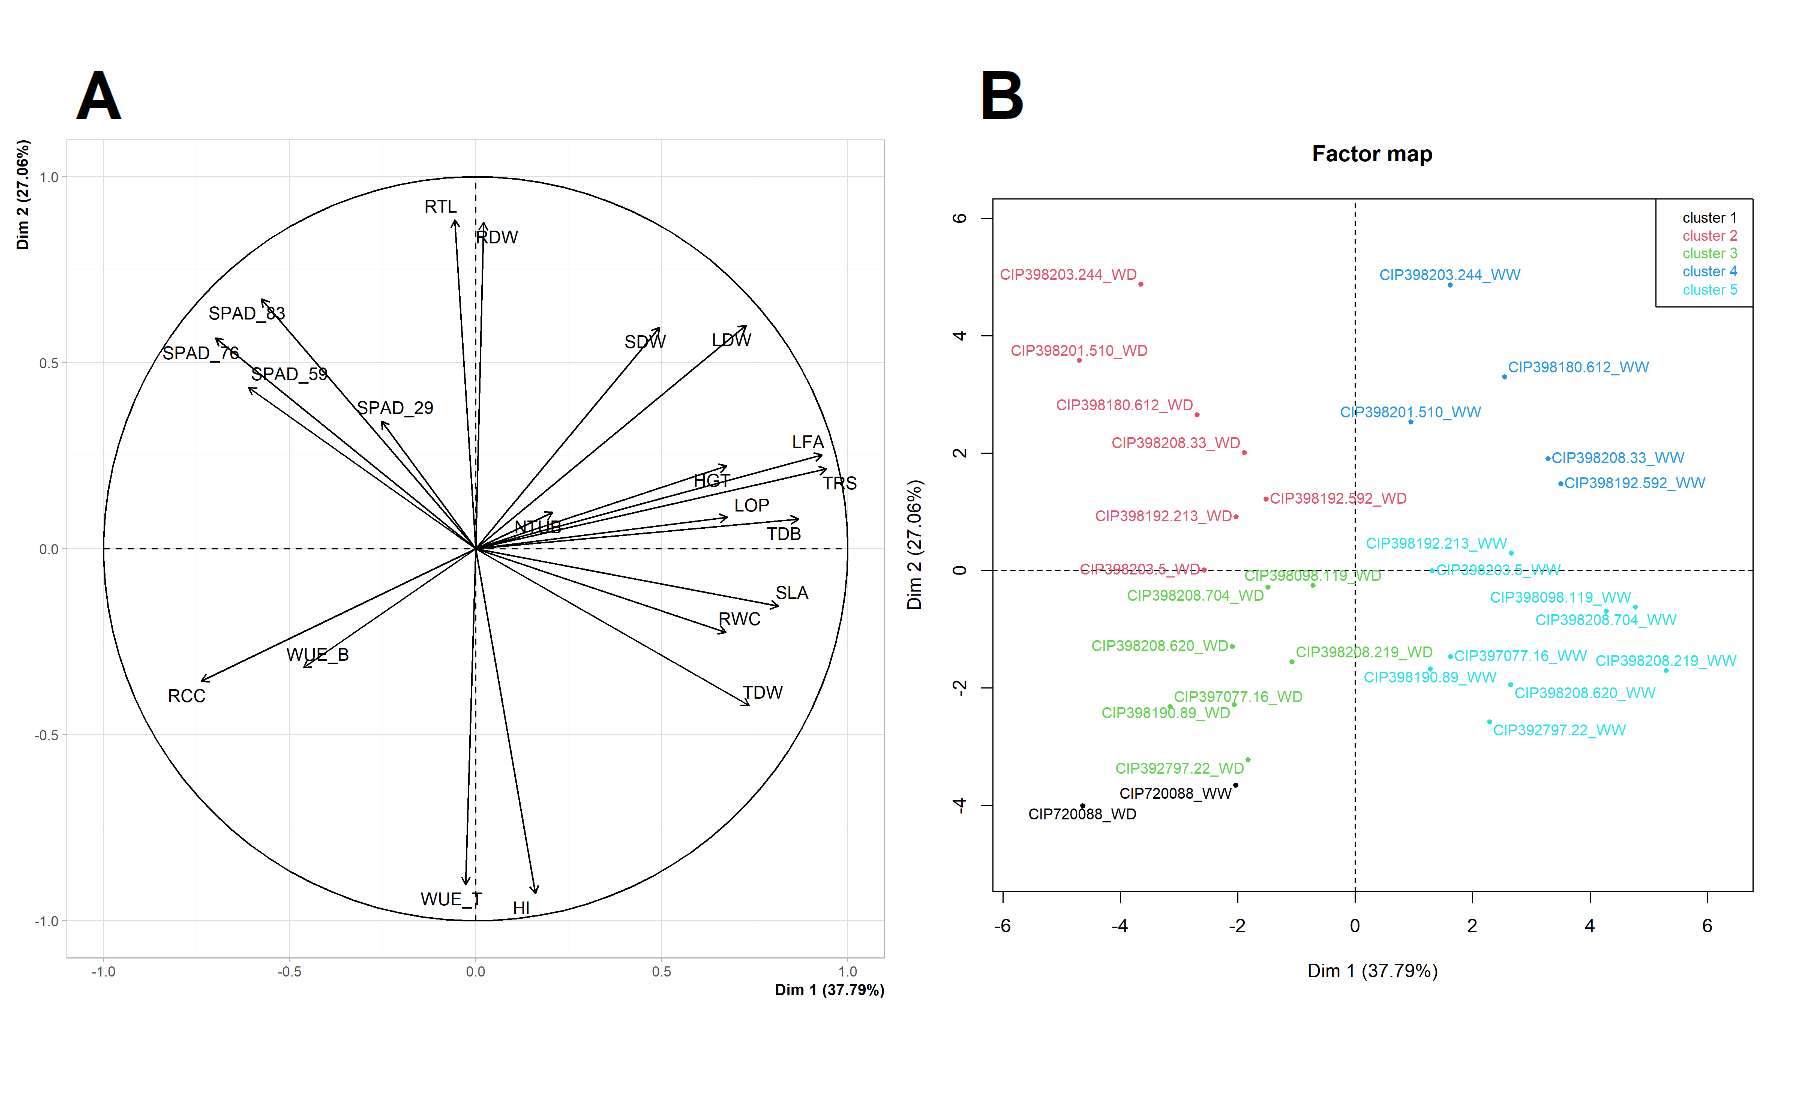 A
Dim 2 (27.06%)
1.0
0.5
0.0
-0.5
-1.0
RTL
RDW
SPAD_83
SPAD_76
SPAD_59
SPAD_29
SDW
LDW
LFA
HGT
TRS
LOP
NTUB
TDB
SLA
RWC
WUE_B
RCC
TDW
WUE_T
HI
-1.0
-0.5
0.0
0.5
1.0
Dim 1 (37.79%)
B
Factor map
cluster 1
cluster 2
cluster 3
cluster 4
cluster 5
Dim 2 (27.06%)
6
4
2
0
-2
-4
CIP398203.244_WD
CIP398203.244_WW
CIP398201.510_WD
CIP398180.612_WW
CIP398180.612_WD
CIP398201.510_WW
CIP398208.33_WD
CIP398208.33_WW
CIP398192.592_WW
CIP398192.592_WD
CIP398192.213_WD
CIP398192.213_WW
CIP398203.5_WD
CIP398203.5_WW
CIP398098.119_WD
CIP398208.704_WD
CIP398098.119_WW
CIP398208.704_WW
CIP398208.620_WD
CIP398208.219_WD
CIP397077.16_WW
CIP398208.219_WW
CIP398190.89_WW
CIP398208.620_WW
CIP397077.16_WD
CIP398190.89_WD
CIP392797.22_WW
CIP392797.22_WD
CIP720088_WW
CIP720088_WD
-6
-4
-2
0
2
4
6
Dim 1 (37.79%)